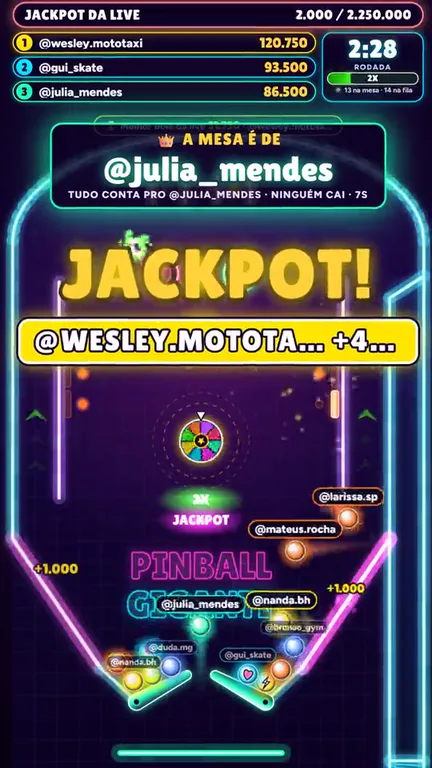 JACKPOT DA LIVE 2.000 / 2.250.000
1 @wesley.mototaxi 120.750
2 @gui_skate 93.500
3 @julia_mendes 86.500
2:28
RODADA
2X
13 na mesa · 14 na fila
A MESA É DE
@julia_mendes
TUDO CONTA PRO @JULIA_MENDES · NINGUÉM CAI · 7S
JACKPOT!
@WESLEY.MOTOTA... +4...
JACKPOT
@larissa.sp
@mateus.rocha
PINBALL
+1.000
+1.000
@julia_mendes
@nanda.bh
@duda.mg
@nanda.bh
@gui_skate